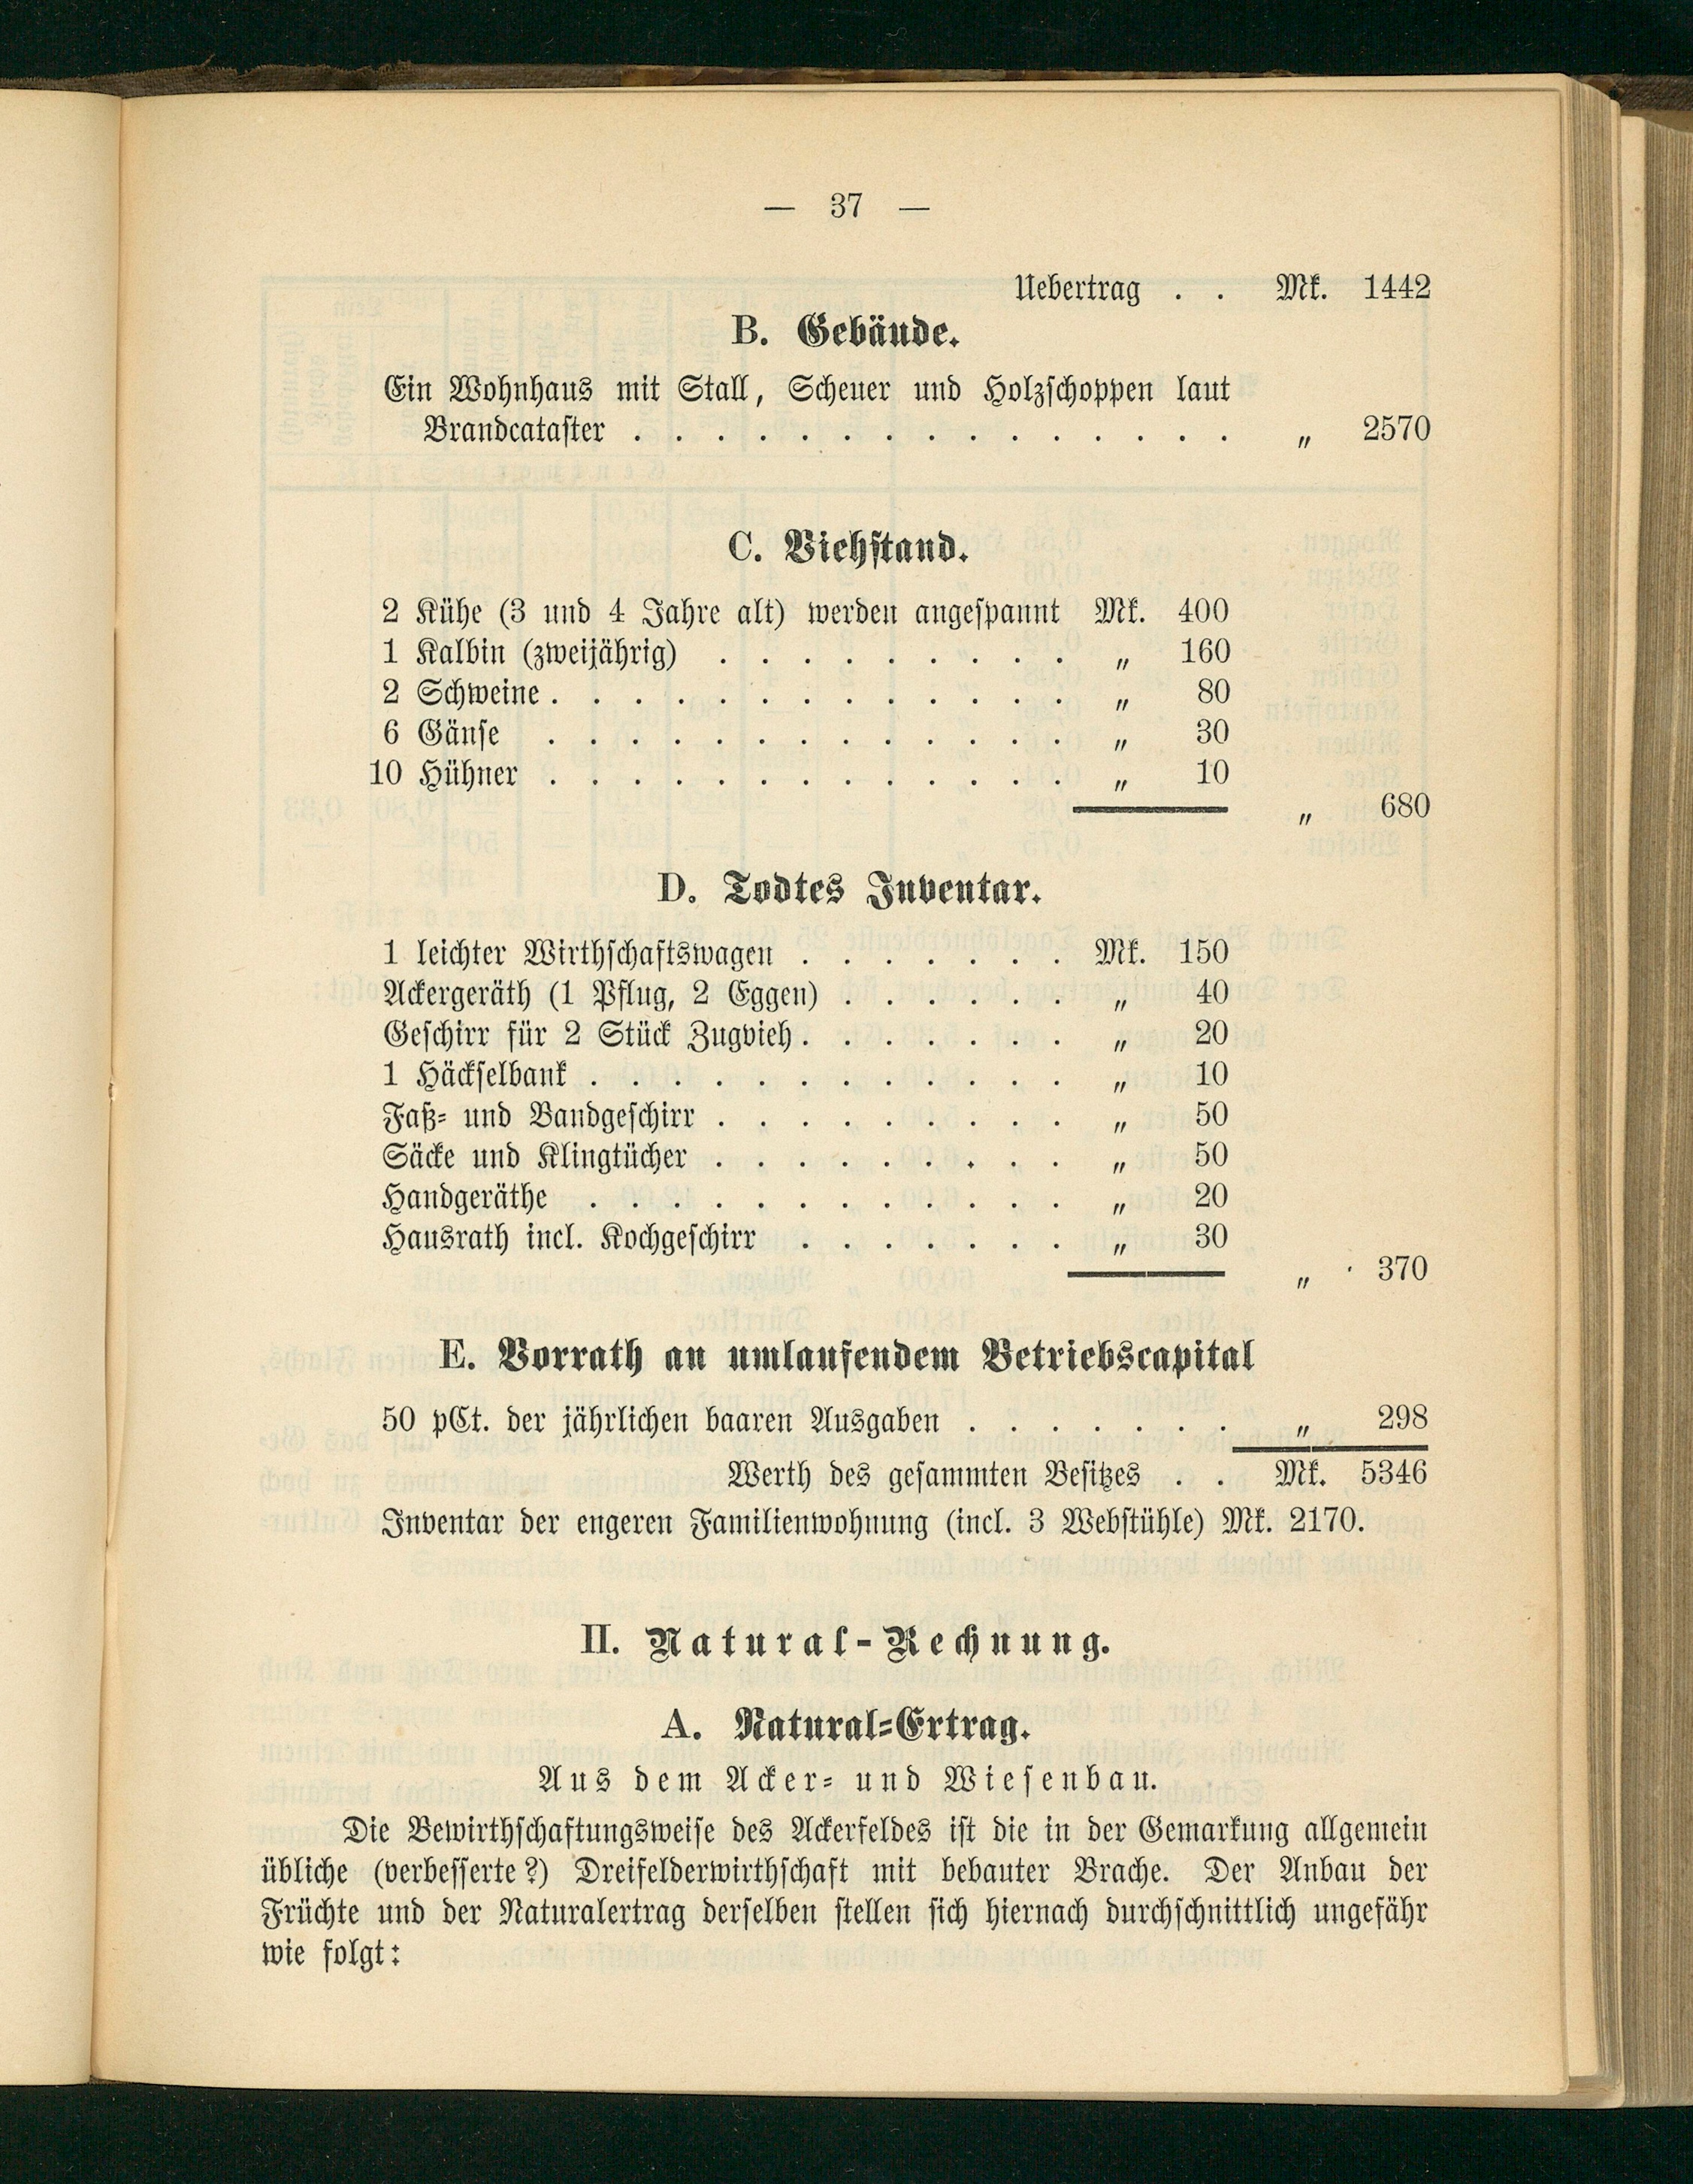 — 37 —
Uebertrag . . Mk. 1442
B. Gebäude.
Ein Wohnhaus mit Stall, Scheuer und Holzschoppen laut
Brandcataster . . . . . . . . . . . . . . . „ 2570
C. Viehstand.
2 Kühe (3 und 4 Jahre alt) werden angespannt Mk. 400
1 Kalbin (zweijährig) . . . . . . . . . „ 160
2 Schweine . . . . . . . . . . . . . „ 80
6 Gänse . . . . . . . . . . . . . „ 30
10 Hühner . . . . . . . . . . . . . „ 10
„ 680
D. Todtes Inventar.
1 leichter Wirthschaftswagen . . . . . . . Mk. 150
Ackergeräth (1 Pflug, 2 Eggen) . . . . . . „ 40
Geschirr für 2 Stück Zugvieh . . . . . . . „ 20
1 Häckselbank . . . . . . . . . . . . „ 10
Faß- und Bandgeschirr . . . . . . . . . „ 50
Säcke und Klingtücher . . . . . . . . . „ 50
Handgeräthe . . . . . . . . . . . . „ 20
Hausrath incl. Kochgeschirr . . . . . . . „ 30
„ 370
E. Vorrath an umlaufendem Betriebscapital
50 pCt. der jährlichen baaren Ausgaben . . . . . . . „ 298
Werth des gesammten Besitzes . . Mk. 5346
Inventar der engeren Familienwohnung (incl. 3 Webstühle) Mk. 2170.
II. Natural-Rechnung.
A. Natural-Ertrag.
Aus dem Acker- und Wiesenbau.
Die Bewirthschaftungsweise des Ackerfeldes ist die in der Gemarkung allgemein
übliche (verbesserte?) Dreifelderwirthschaft mit bebauter Brache. Der Anbau der
Früchte und der Naturalertrag derselben stellen sich hiernach durchschnittlich ungefähr
wie folgt: